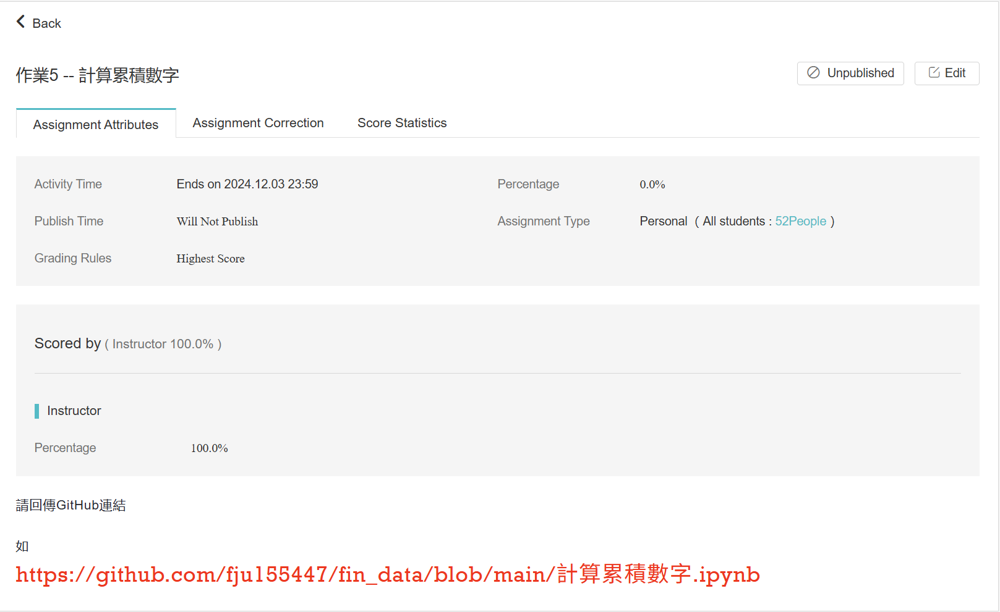 Back
作業5 -- 計算累積數字
Unpublished
Edit
Assignment Attributes
Assignment Correction
Score Statistics
Activity Time
Ends on 2024.12.03 23:59
Percentage
0.0%
Publish Time
Will Not Publish
Assignment Type
Personal ( All students : 52People )
Grading Rules
Highest Score
Scored by ( Instructor 100.0% )
Instructor
Percentage
100.0%
請回傳GitHub連結
如
https://github.com/fju155447/fin_data/blob/main/計算累積數字.ipynb